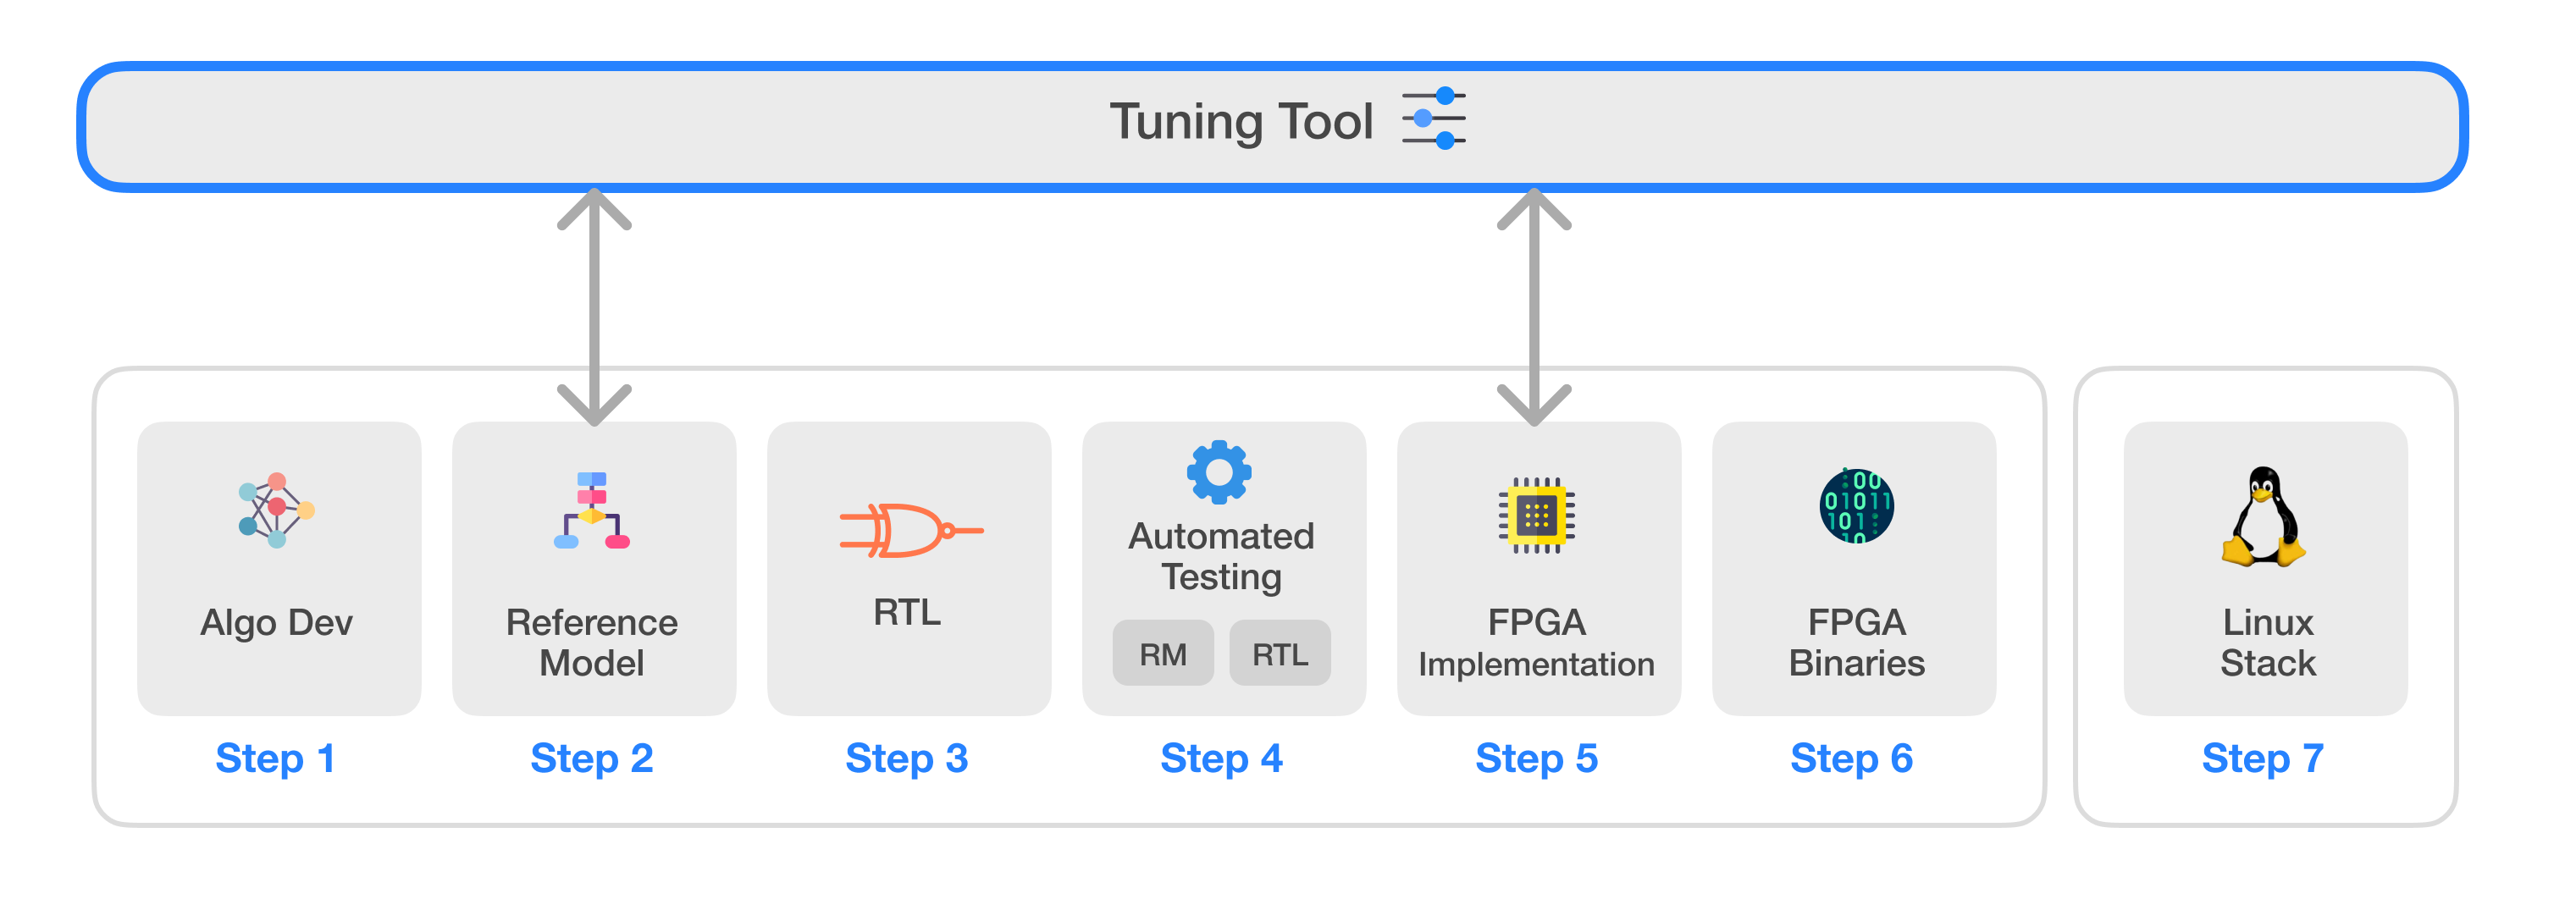 Tuning Tool
Algo Dev
Step 1
Reference
Model
Step 2
RTL
Step 3
Automated
Testing
RM
RTL
Step 4
FPGA
Implementation
Step 5
00
01011
101
10
FPGA
Binaries
Step 6
Linux
Stack
Step 7